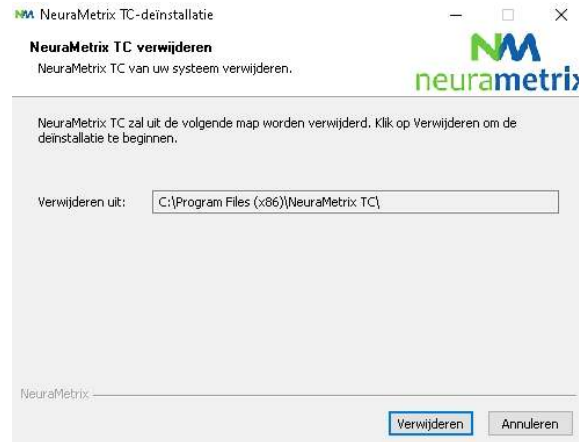 NM NeuraMetrix TC-deïnstallatie
NeuraMetrix TC verwijderen
NeuraMetrix TC van uw systeem verwijderen.
NM
neurametrix
NeuraMetrix TC zal uit de volgende map worden verwijderd. Klik op Verwijderen om de
deïnstallatie te beginnen.
Verwijderen uit: C:\Program Files (x86)\NeuraMetrix TC\
NeuraMetrix
Verwijderen Annuleren